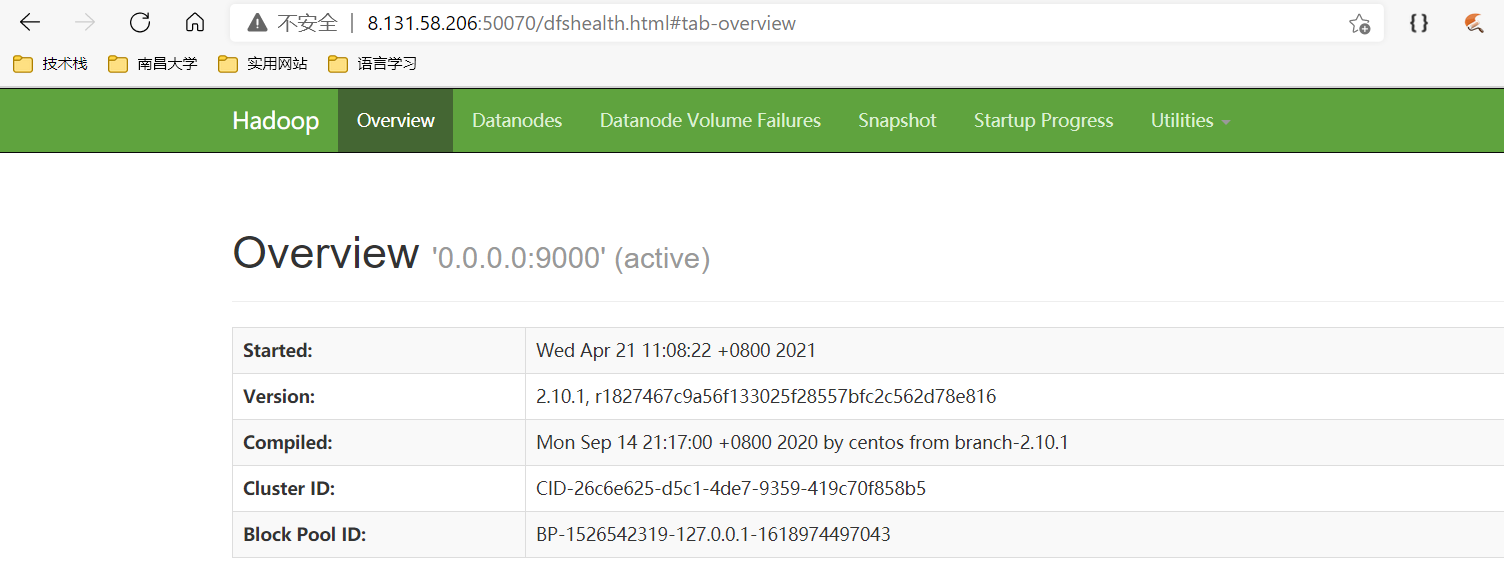 不安全 | 8.131.58.206:50070/dfshealth.html#tab-overview {}
技术栈 南昌大学 实用网站 语言学习
Hadoop Overview Datanodes Datanode Volume Failures Snapshot Startup Progress Utilities
Overview '0.0.0.0:9000' (active)
Started: Wed Apr 21 11:08:22 +0800 2021
Version: 2.10.1, r1827467c9a56f133025f28557bfc2c562d78e816
Compiled: Mon Sep 14 21:17:00 +0800 2020 by centos from branch-2.10.1
Cluster ID: CID-26c6e625-d5c1-4de7-9359-419c70f858b5
Block Pool ID: BP-1526542319-127.0.0.1-1618974497043